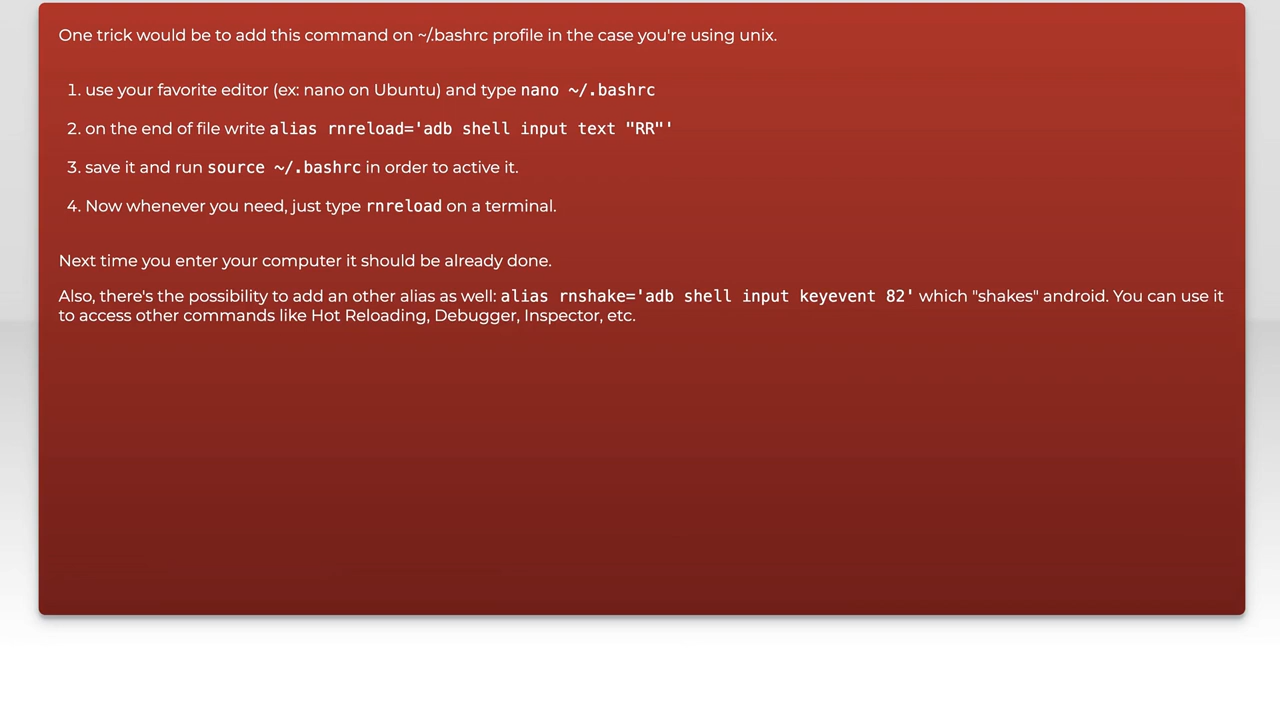 One trick would be to add this command on ~/.bashrc profile in the case you're using unix.
1. use your favorite editor (ex: nano on Ubuntu) and type nano ~/.bashrc
2. on the end of file write alias rnreload='adb shell input text "RR"'
3. save it and run source ~/.bashrc in order to active it.
4. Now whenever you need, just type rnreload on a terminal.
Next time you enter your computer it should be already done.
Also, there's the possibility to add an other alias as well: alias rnshake='adb shell input keyevent 82' which "shakes" android. You can use it
to access other commands like Hot Reloading, Debugger, Inspector, etc.